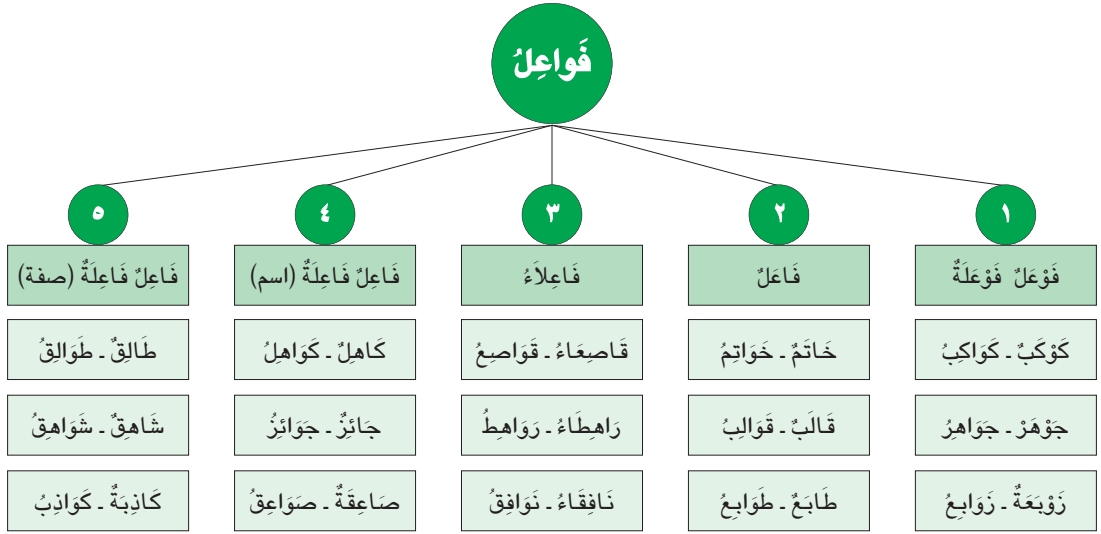 فَواعِلُ
١
٢
٣
٤
٥
فَوْعَلٌ فَوْعَلَةٌ
فَاعَلٌ
فَاعِلاَءُ
فَاعِلٌ فَاعِلَةٌ (اسم)
فَاعِلٌ فَاعِلَةٌ (صفة)
كَوْكَبٌ ـ كَوَاكِبُ
خَاتَمٌ ـ خَوَاتِمُ
قَاصِعَاءُ ـ قَوَاصِعُ
كَاهِلٌ ـ كَوَاهِلُ
طَالِقٌ ـ طَوَالِقُ
جَوْهَرْ ـ جَوَاهِرُ
قَالَبٌ ـ قَوَالِبُ
رَاهِطَاءُ ـ رَوَاهِطُ
جَائِزٌ ـ جَوَائِزُ
شَاهِقٌ ـ شَوَاهِقُ
زَوْبَعَةٌ ـ زَوَابِعُ
طَابَعٌ ـ طَوَابِعُ
نَافِقَاءُ ـ نَوَافِقُ
صَاعِقَةٌ ـ صَوَاعِقُ
كَاذِبَةٌ ـ كَوَاذِبُ